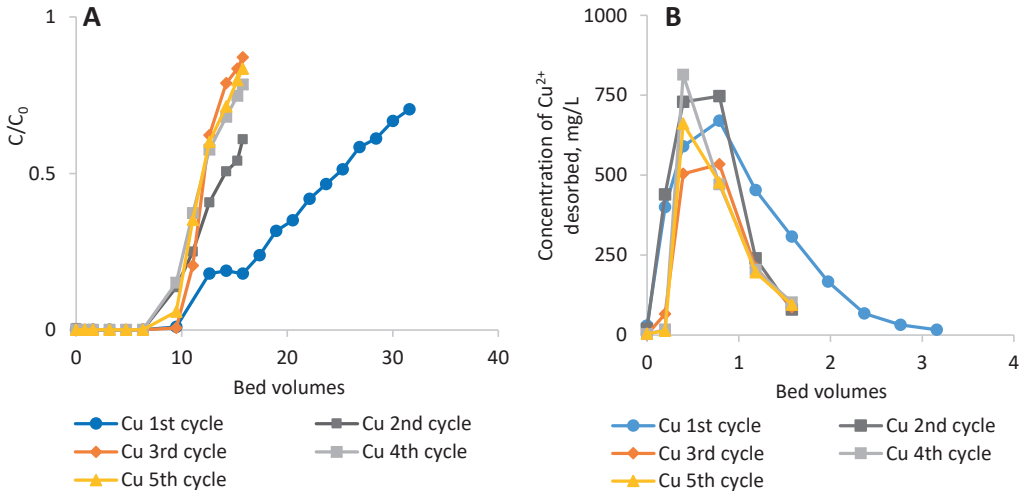 A
1
0.5
0
C/C₀
0
10
20
30
40
Bed volumes
Cu 1st cycle
Cu 2nd cycle
Cu 3rd cycle
Cu 4th cycle
Cu 5th cycle
B
1000
750
500
250
0
Concentration of Cu²⁺
desorbed, mg/L
0
1
2
3
4
Bed volumes
Cu 1st cycle
Cu 2nd cycle
Cu 3rd cycle
Cu 4th cycle
Cu 5th cycle